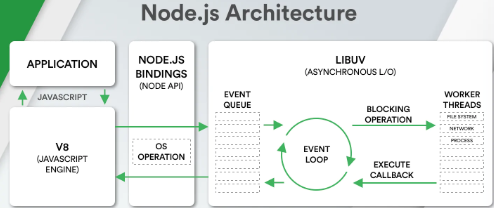 Node.js Architecture
APPLICATION
JAVASCRIPT
V8
(JAVASCRIPT
ENGINE)
NODE.JS
BINDINGS
(NODE API)
OS
OPERATION
LIBUV
(ASYNCHRONOUS L/O)
EVENT
QUEUE
EVENT
LOOP
BLOCKING
OPERATION
EXECUTE
CALLBACK
WORKER
THREADS
FILE SYSTEM
NETWORK
PROCESS